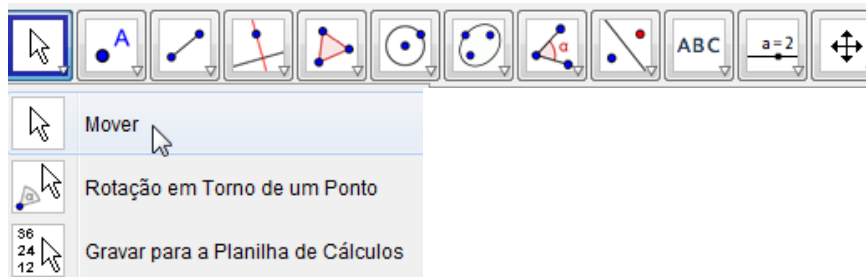 A
α
ABC
a=2
Mover
α
Rotação em Torno de um Ponto
36
24
12
Gravar para a Planilha de Cálculos